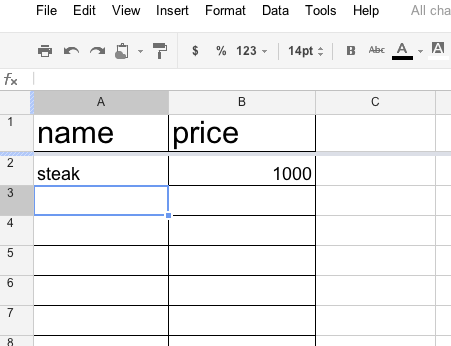 File Edit View Insert Format Data Tools Help All cha
$ % 123 14pt B Abc A A
fx
A B C
1 name price
2 steak 1000
3
4
5
6
7
8